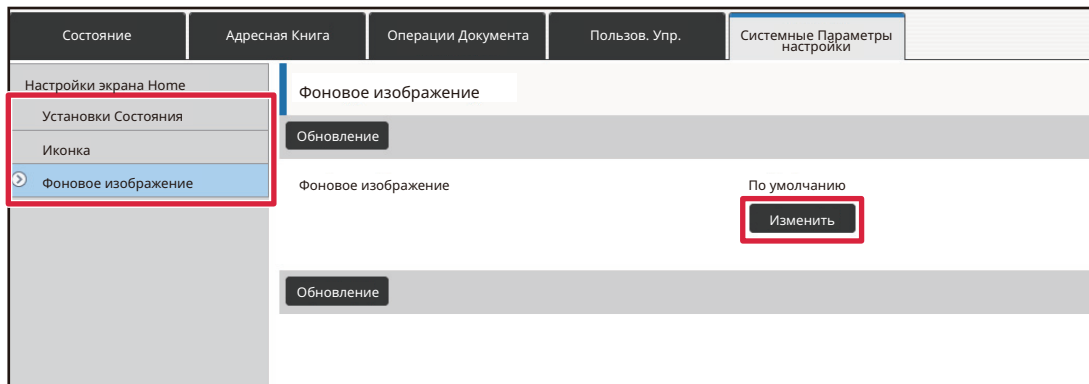 Состояние
Адресная Книга
Операции Документа
Пользов. Упр.
Системные Параметры
настройки
Настройки экрана Home
Установки Состояния
Иконка
Фоновое изображение
Фоновое изображение
Обновление
Фоновое изображение
По умолчанию
Изменить
Обновление